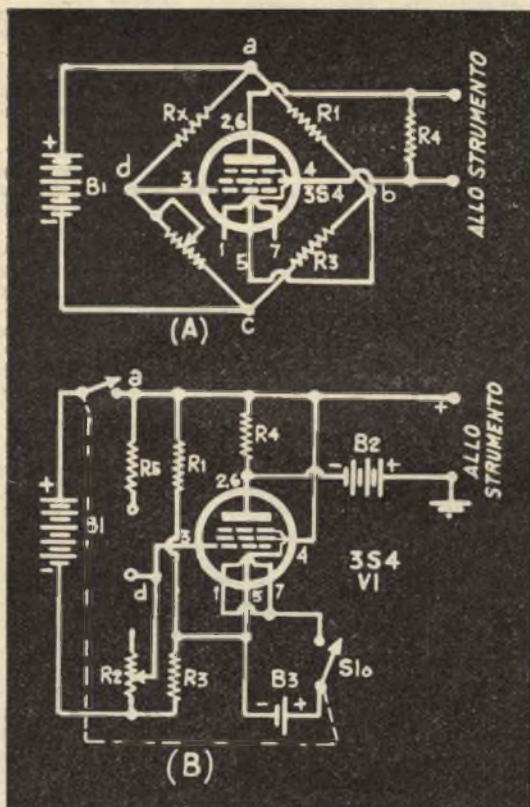 a
Rx
R1
2,6
+
R4
d
3
4
B1
3S4
b
-
1
7
5
R3
c
(A)
ALLO STRUMENTO
a
+
R4
B2
R5
R1
-
+
2,6
+
B1
3
4
-
3S4
V1
d
1
5
7
R2
R3
B3
S1a
-
+
(B)
ALLO
STRUMENTO